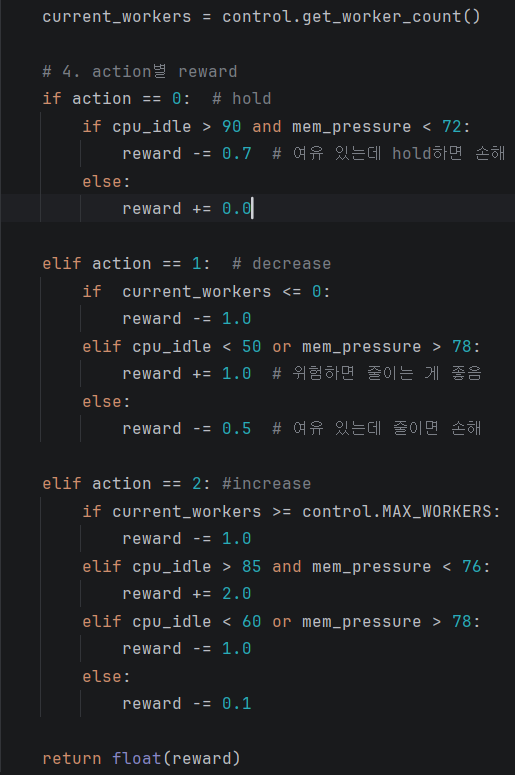 current_workers = control.get_worker_count()
# 4. action별 reward
if action == 0:  # hold
if cpu_idle > 90 and mem_pressure < 72:
reward -= 0.7  # 여유 있는데 hold하면 손해
else:
reward += 0.0
elif action == 1:  # decrease
if  current_workers <= 0:
reward -= 1.0
elif cpu_idle < 50 or mem_pressure > 78:
reward += 1.0  # 위험하면 줄이는 게 좋음
else:
reward -= 0.5  # 여유 있는데 줄이면 손해
elif action == 2: #increase
if current_workers >= control.MAX_WORKERS:
reward -= 1.0
elif cpu_idle > 85 and mem_pressure < 76:
reward += 2.0
elif cpu_idle < 60 or mem_pressure > 78:
reward -= 1.0
else:
reward -= 0.1
return float(reward)